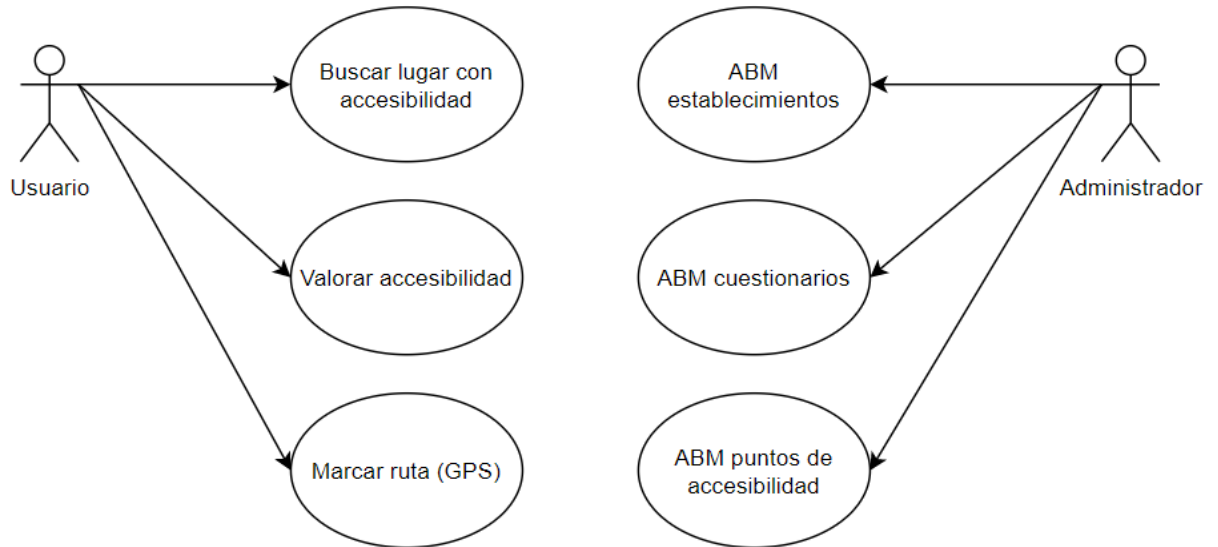 Buscar lugar con
accesibilidad
ABM
establecimientos
Usuario
Administrador
Valorar accesibilidad
ABM cuestionarios
Marcar ruta (GPS)
ABM puntos de
accesibilidad